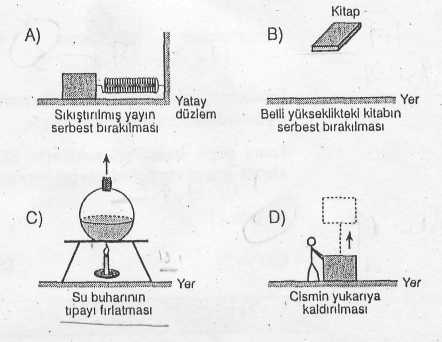 A)
Yatay
düzlem
Sıkıştırılmış yayın
serbest bırakılması
B)
Kitap
Yer
Belli yükseklikteki kitabın
serbest bırakılması
C)
Yer
Su buharının
tıpayı fırlatması
D)
Yer
Cismin yukarıya
kaldırılması